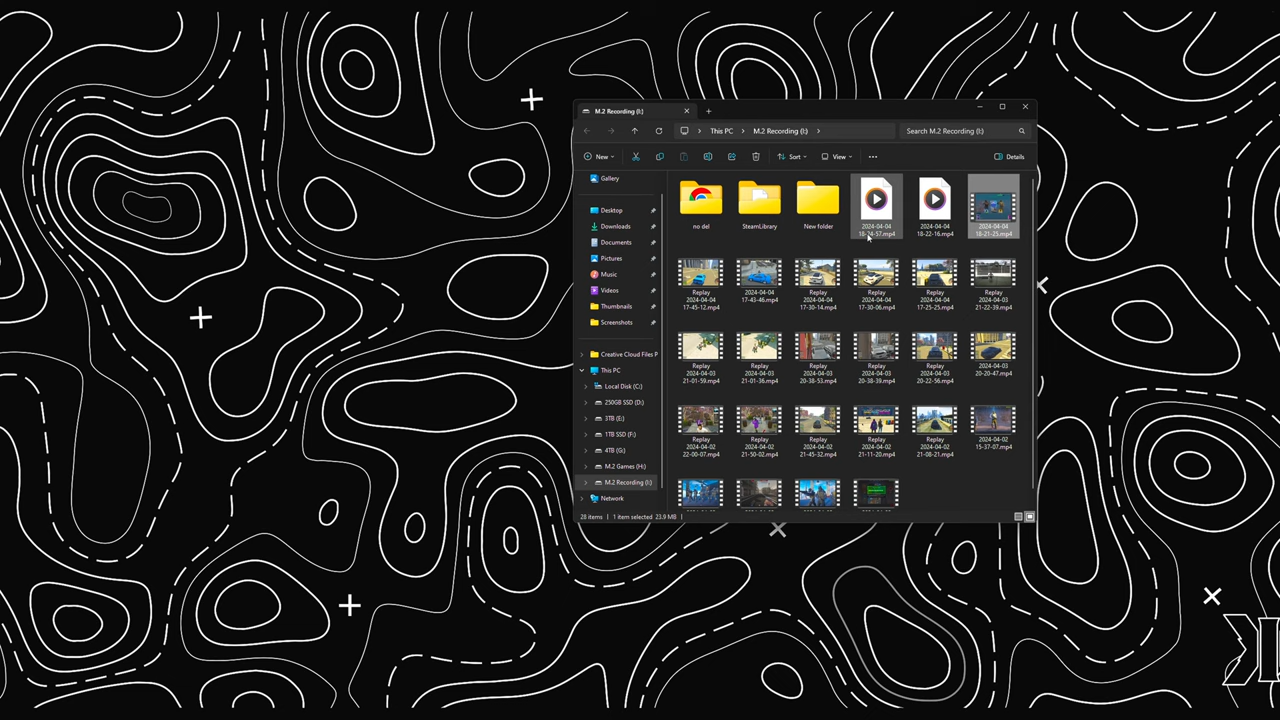 M.2 Recording (I:)
This PC
M.2 Recording (I:)
Search M.2 Recording (I:)
New
Sort
View
Details
Gallery
Desktop
Downloads
Documents
Pictures
Music
Videos
Thumbnails
Screenshots
Creative Cloud Files P
This PC
Local Disk (C:)
250GB SSD (D:)
3TB (E:)
1TB SSD (F:)
4TB (G:)
M.2 Games (H:)
M.2 Recording (I:)
Network
no del
SteamLibrary
New folder
2024-04-04
18-24-57.mp4
2024-04-04
18-22-16.mp4
2024-04-04
18-21-25.mp4
Replay
2024-04-04
17-45-12.mp4
2024-04-04
17-43-46.mp4
Replay
2024-04-04
17-30-14.mp4
Replay
2024-04-04
17-30-06.mp4
Replay
2024-04-04
17-25-25.mp4
Replay
2024-04-03
21-22-39.mp4
Replay
2024-04-03
21-01-59.mp4
Replay
2024-04-03
21-01-36.mp4
Replay
2024-04-03
20-38-53.mp4
Replay
2024-04-03
20-38-39.mp4
Replay
2024-04-03
20-22-56.mp4
Replay
2024-04-03
20-20-47.mp4
Replay
2024-04-02
22-00-07.mp4
Replay
2024-04-02
21-50-02.mp4
Replay
2024-04-02
21-45-32.mp4
Replay
2024-04-02
21-11-20.mp4
Replay
2024-04-02
21-08-21.mp4
2024-04-02
15-37-07.mp4
28 items
1 item selected 23.9 MB